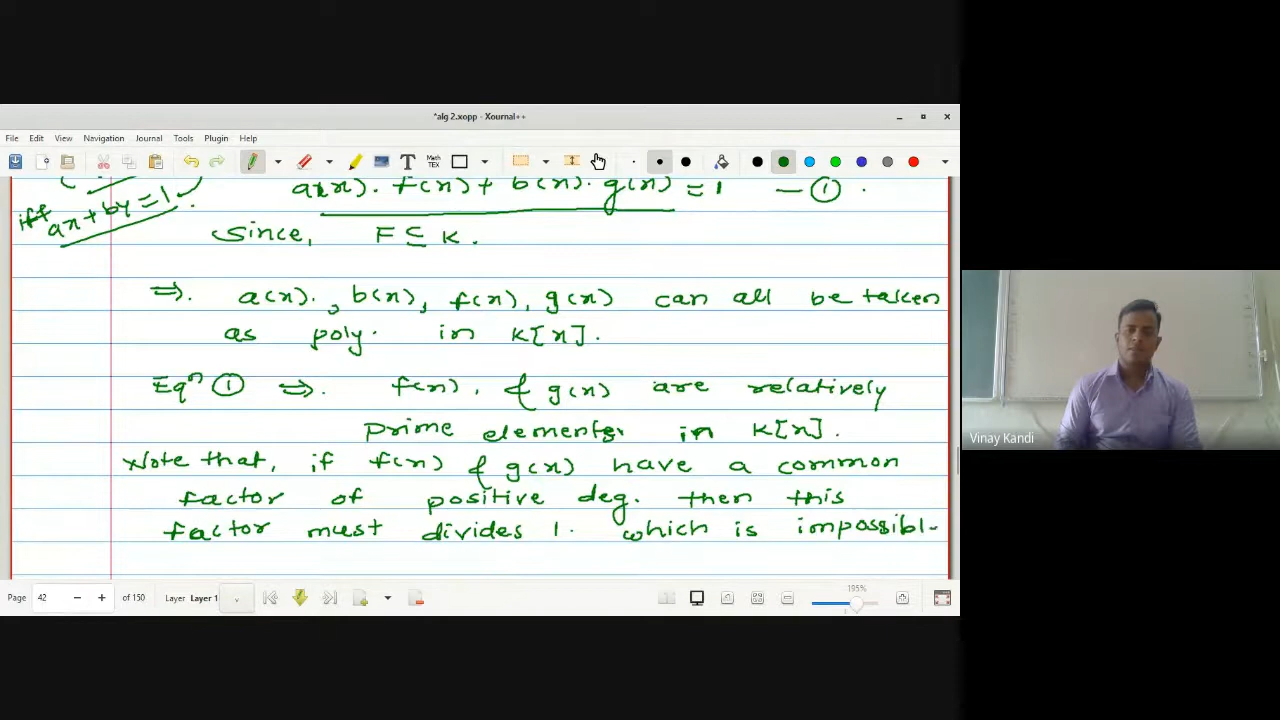 *alg 2.xopp - Xournal++
File Edit View Navigation Journal Tools Plugin Help
a(x). f(x) + b(x). g(x) = 1 — ①.
iff ax + by = 1
Since, F ⊆ K.
⇒. a(x)., b(x), f(x), g(x) can all be taken
as poly. in K[x].
Eqⁿ ① ⇒. f(x), & g(x) are relatively
prime elements in K[x].
Note that, if f(x) & g(x) have a common
factor of positive deg. then this
factor must divides 1. which is impossibl-
Page 42 of 150 Layer Layer 1 195%
Vinay Kandi